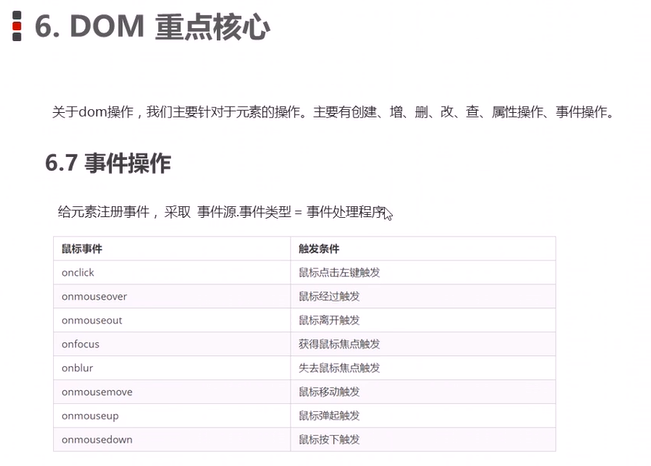 6. DOM 重点核心
关于dom操作，我们主要针对于元素的操作。主要有创建、增、删、改、查、属性操作、事件操作。
6.7 事件操作
给元素注册事件， 采取 事件源.事件类型 = 事件处理程序
鼠标事件 触发条件
onclick 鼠标点击左键触发
onmouseover 鼠标经过触发
onmouseout 鼠标离开触发
onfocus 获得鼠标焦点触发
onblur 失去鼠标焦点触发
onmousemove 鼠标移动触发
onmouseup 鼠标弹起触发
onmousedown 鼠标按下触发